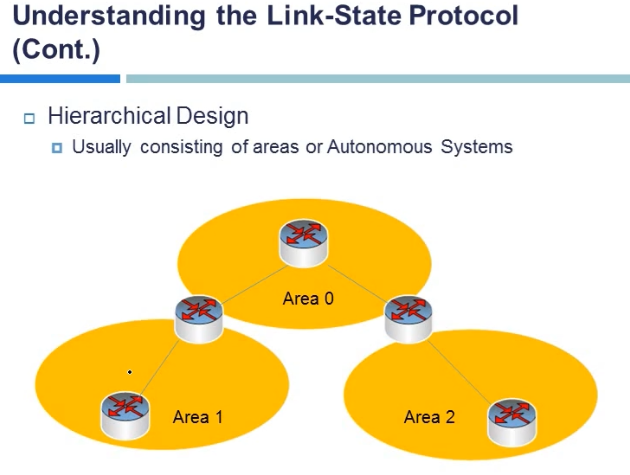 Understanding the Link-State Protocol
(Cont.)
Hierarchical Design
Usually consisting of areas or Autonomous Systems
Area 0
Area 1
Area 2